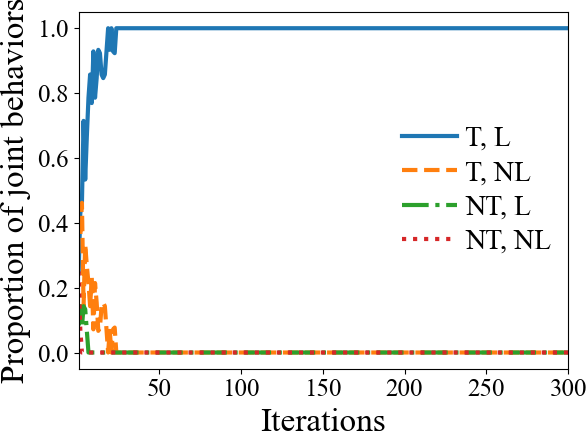 Proportion of joint behaviors
1.0
0.8
0.6
0.4
0.2
0.0
T, L
T, NL
NT, L
NT, NL
50 100 150 200 250 300
Iterations